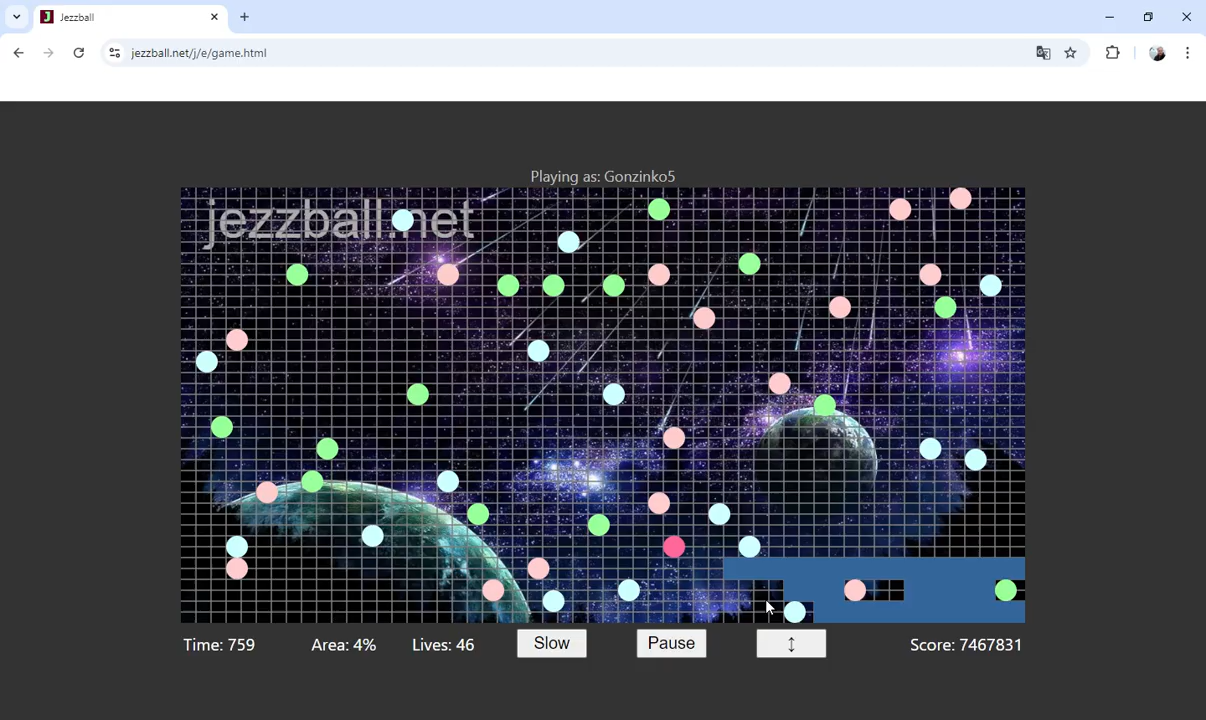 Jezzball
jezzball.net/j/e/game.html
Playing as: Gonzinko5
jezzball.net
Time: 759 Area: 4% Lives: 46 Slow Pause ↕ Score: 7467831